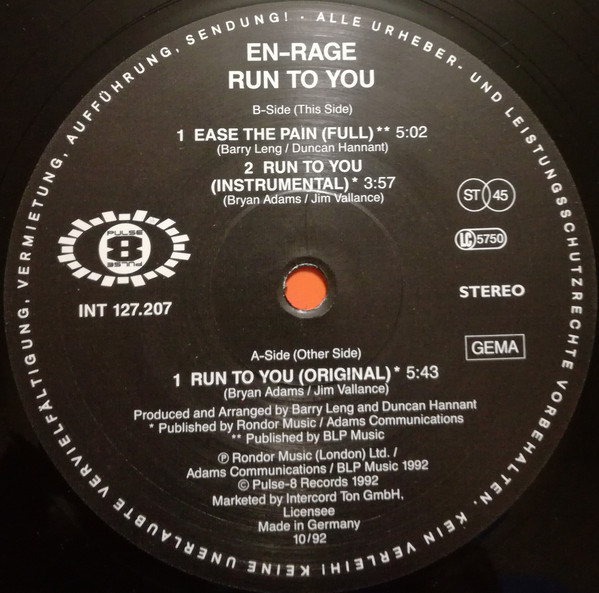 ALLE URHEBER- UND LEISTUNGSSCHUTZRECHTE VORBEHALTEN. KEIN VERLEIH! KEINE UNERLAUBTE VERVIELFÄLTIGUNG, VERMIETUNG, AUFFÜHRUNG, SENDUNG! ·
EN-RAGE
RUN TO YOU
B-Side (This Side)
1 EASE THE PAIN (FULL)** 5:02
(Barry Leng / Duncan Hannant)
2 RUN TO YOU
(INSTRUMENTAL)* 3:57
(Bryan Adams / Jim Vallance)
ST 45
PULSE
8
PULSE
LC 5750
INT 127.207
STEREO
GEMA
A-Side (Other Side)
1 RUN TO YOU (ORIGINAL)* 5:43
(Bryan Adams / Jim Vallance)
Produced and Arranged by Barry Leng and Duncan Hannant
* Published by Rondor Music / Adams Communications
** Published by BLP Music
℗ Rondor Music (London) Ltd. /
Adams Communications / BLP Music 1992
© Pulse-8 Records 1992
Marketed by Intercord Ton GmbH,
Licensee
Made in Germany
10/92